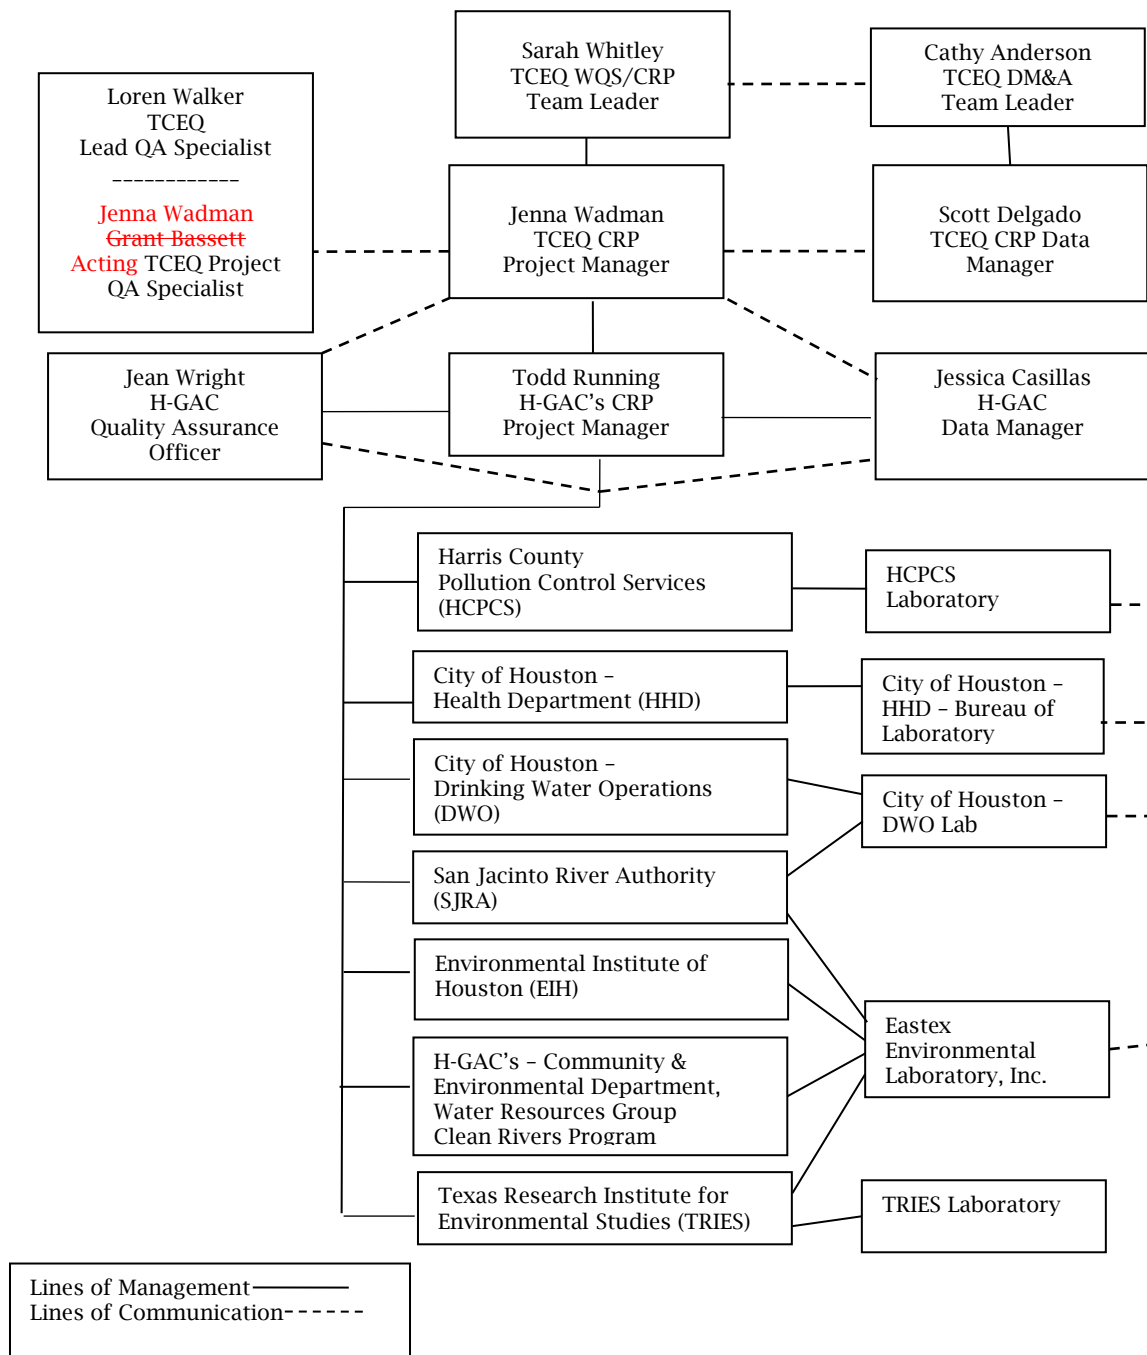 Sarah Whitley
TCEQ WQS/CRP
Team Leader
Cathy Anderson
TCEQ DM&A
Team Leader
Loren Walker
TCEQ
Lead QA Specialist
____________
Jenna Wadman
Grant Bassett
Acting TCEQ Project
QA Specialist
Jenna Wadman
TCEQ CRP
Project Manager
Scott Delgado
TCEQ CRP Data
Manager
Jean Wright
H-GAC
Quality Assurance
Officer
Todd Running
H-GAC’s CRP
Project Manager
Jessica Casillas
H-GAC
Data Manager
Harris County
Pollution Control Services
(HCPCS)
HCPCS
Laboratory
City of Houston –
Health Department (HHD)
City of Houston –
HHD – Bureau of
Laboratory
City of Houston –
Drinking Water Operations
(DWO)
City of Houston –
DWO Lab
San Jacinto River Authority
(SJRA)
Environmental Institute of
Houston (EIH)
Eastex
Environmental
Laboratory, Inc.
H-GAC’s – Community &
Environmental Department,
Water Resources Group
Clean Rivers Program
Texas Research Institute for
Environmental Studies (TRIES)
TRIES Laboratory
Lines of Management
Lines of Communication